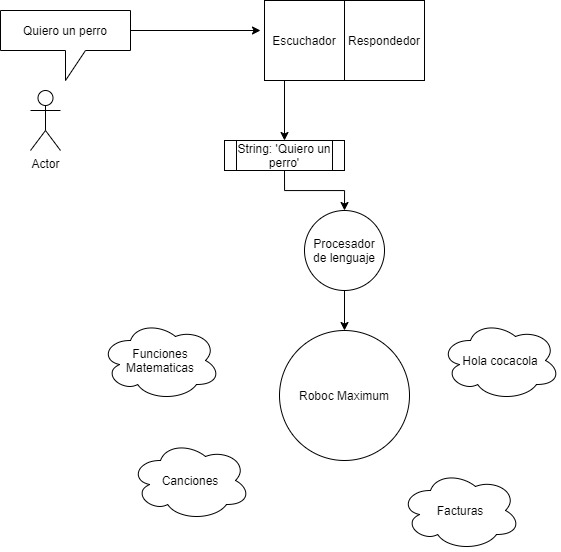 Quiero un perro
Escuchador
Respondedor
Actor
String: 'Quiero un
perro'
Procesador
de lenguaje
Funciones
Matematicas
Roboc Maximum
Hola cocacola
Canciones
Facturas